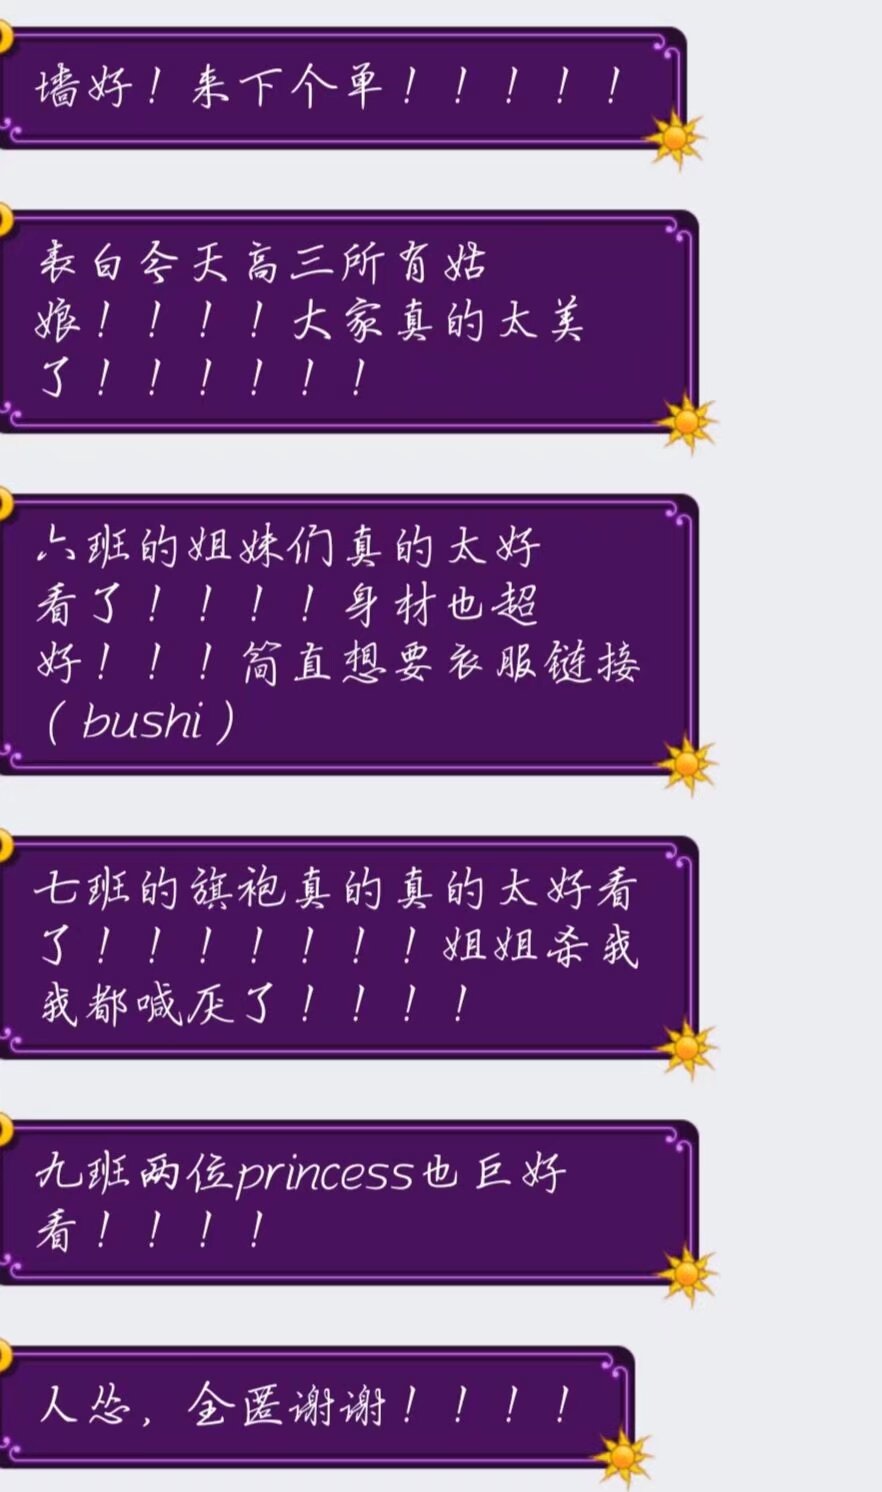 墙好！来下个单！！！！！
表白今天高三所有姑
娘！！！！大家真的太美
了！！！！！！
六班的姐妹们真的太好
看了！！！！身材也超
好！！！简直想要衣服链接
（bushi）
七班的旗袍真的真的太好看
了！！！！！！！姐姐杀我
我都喊厌了！！！！
九班两位princess也巨好
看！！！！
人怂，全匿谢谢！！！！